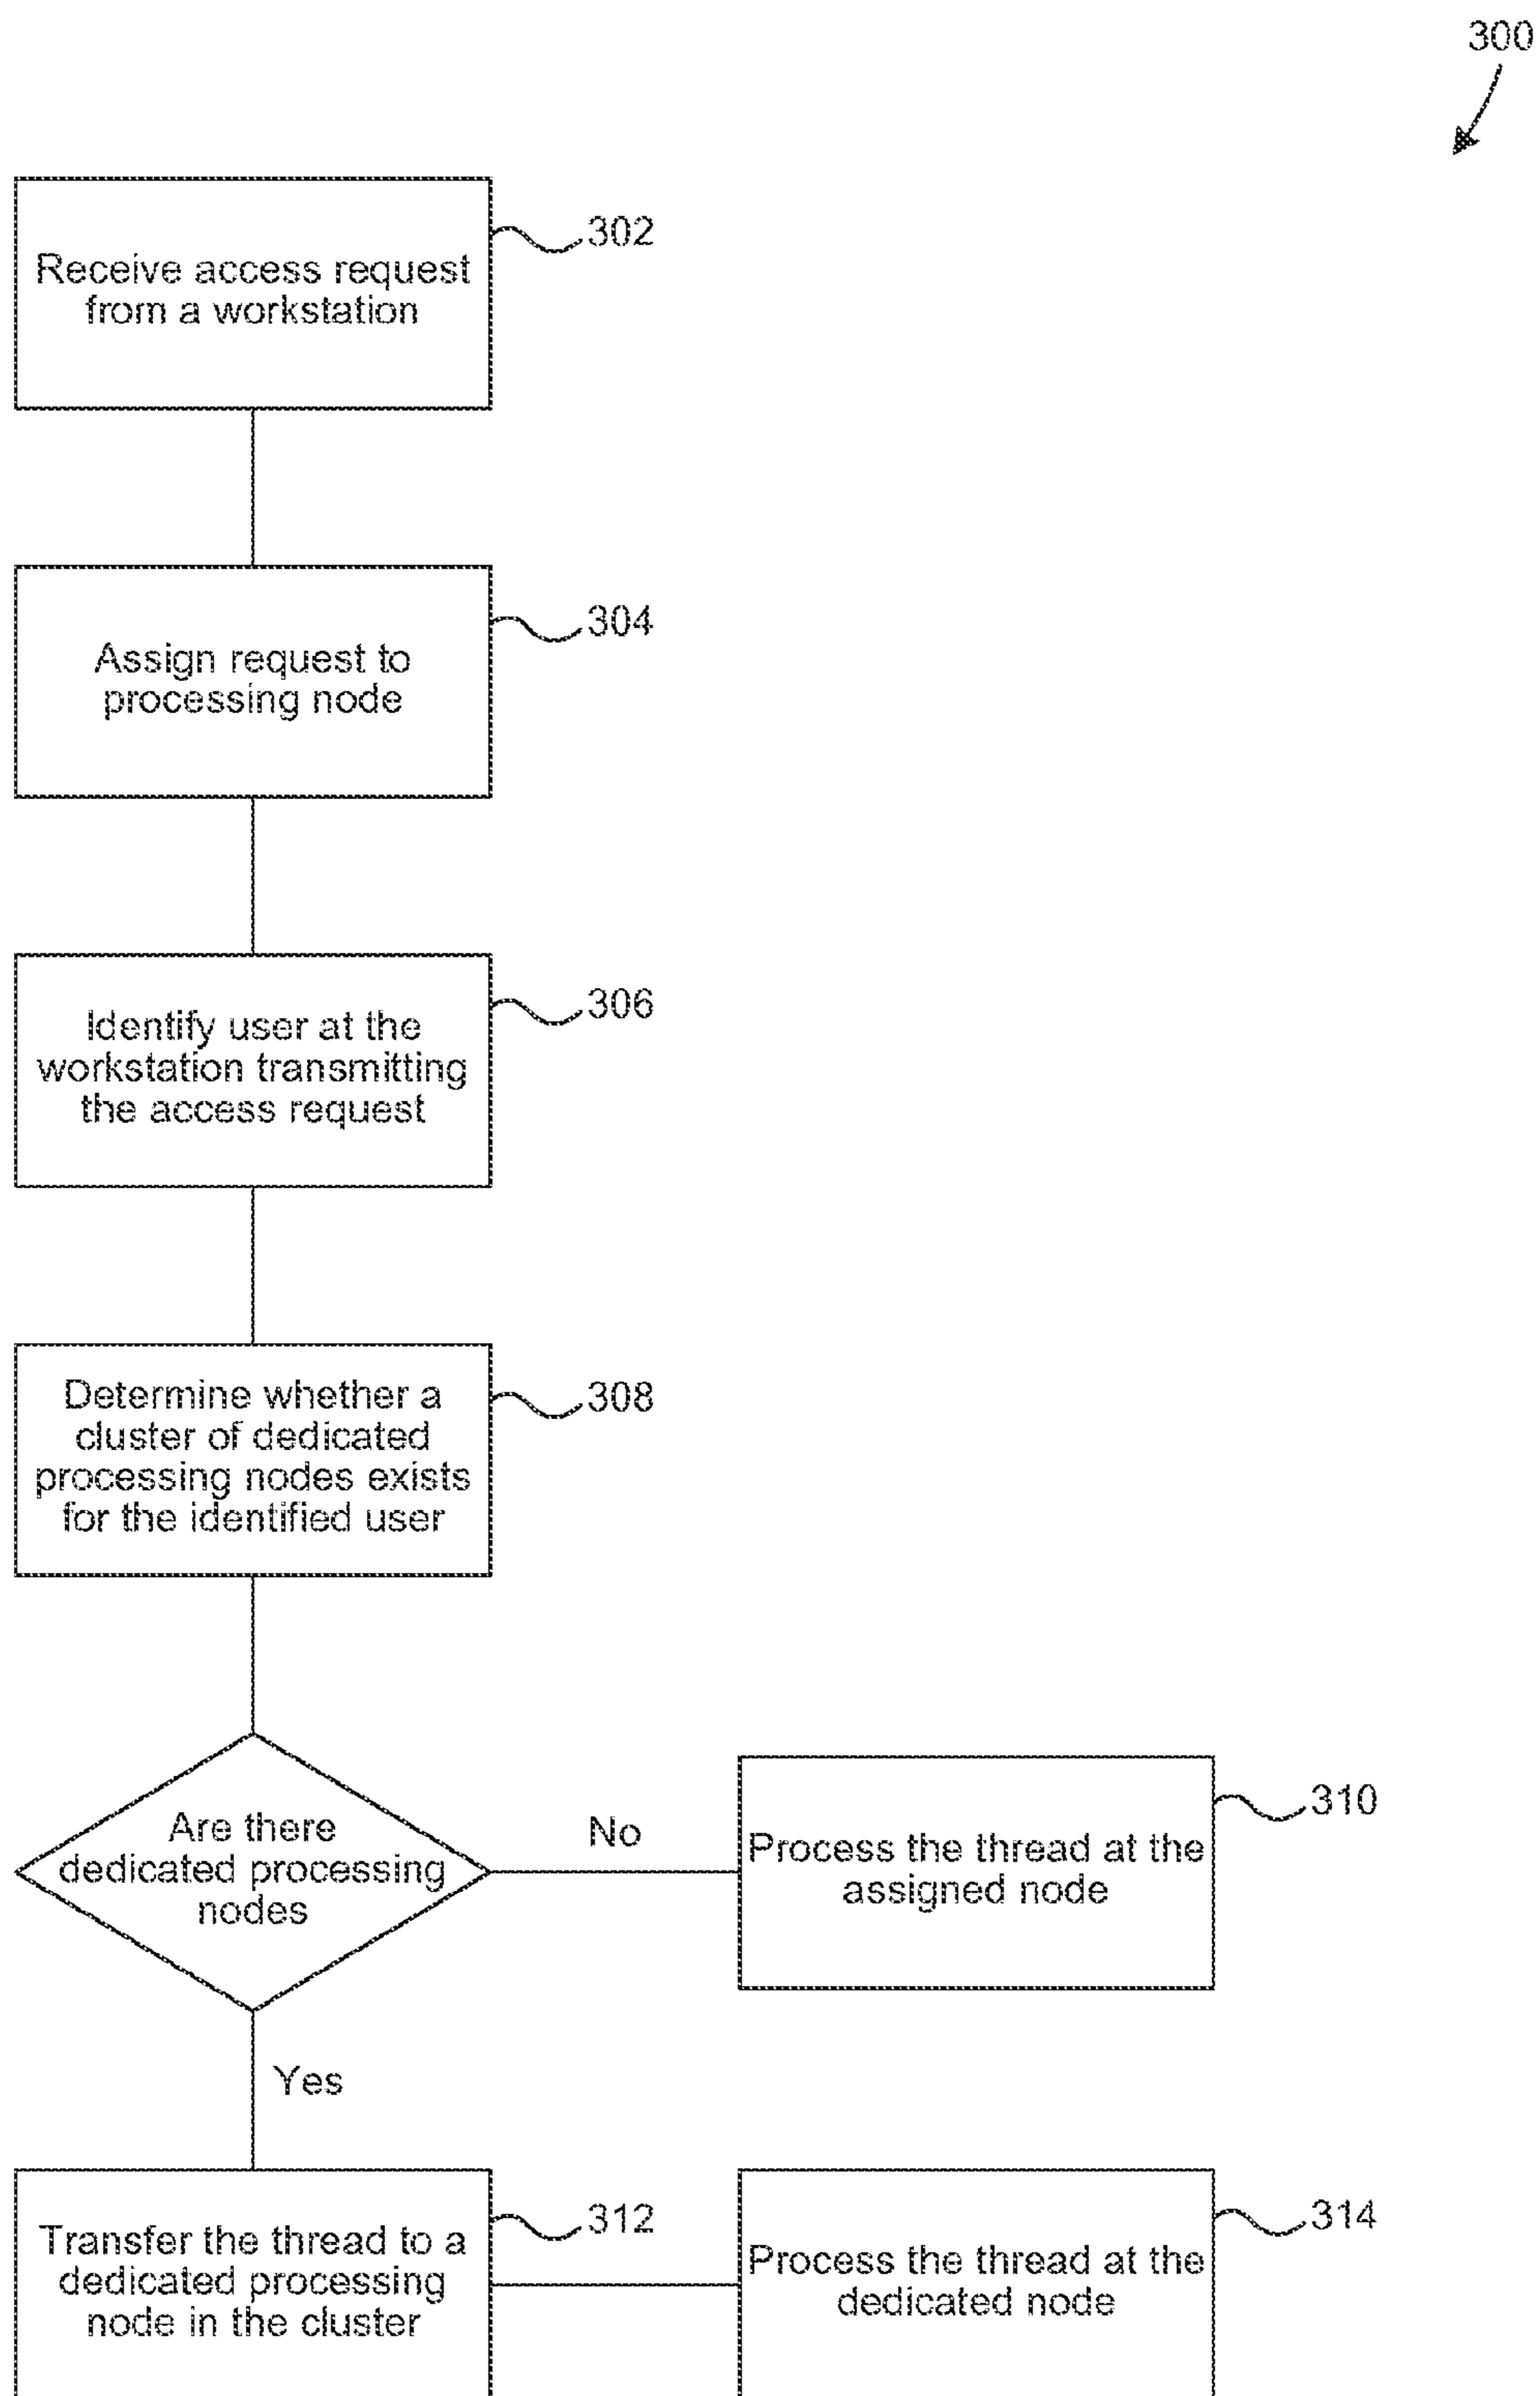 300
Receive access request
from a workstation
302
Assign request to
processing node
304
Identify user at the
workstation transmitting
the access request
306
Determine whether a
cluster of dedicated
processing nodes exists
for the identified user
308
Are there
dedicated processing
nodes
No
Process the thread at the
assigned node
310
Yes
Transfer the thread to a
dedicated processing
node in the cluster
312
Process the thread at the
dedicated node
314